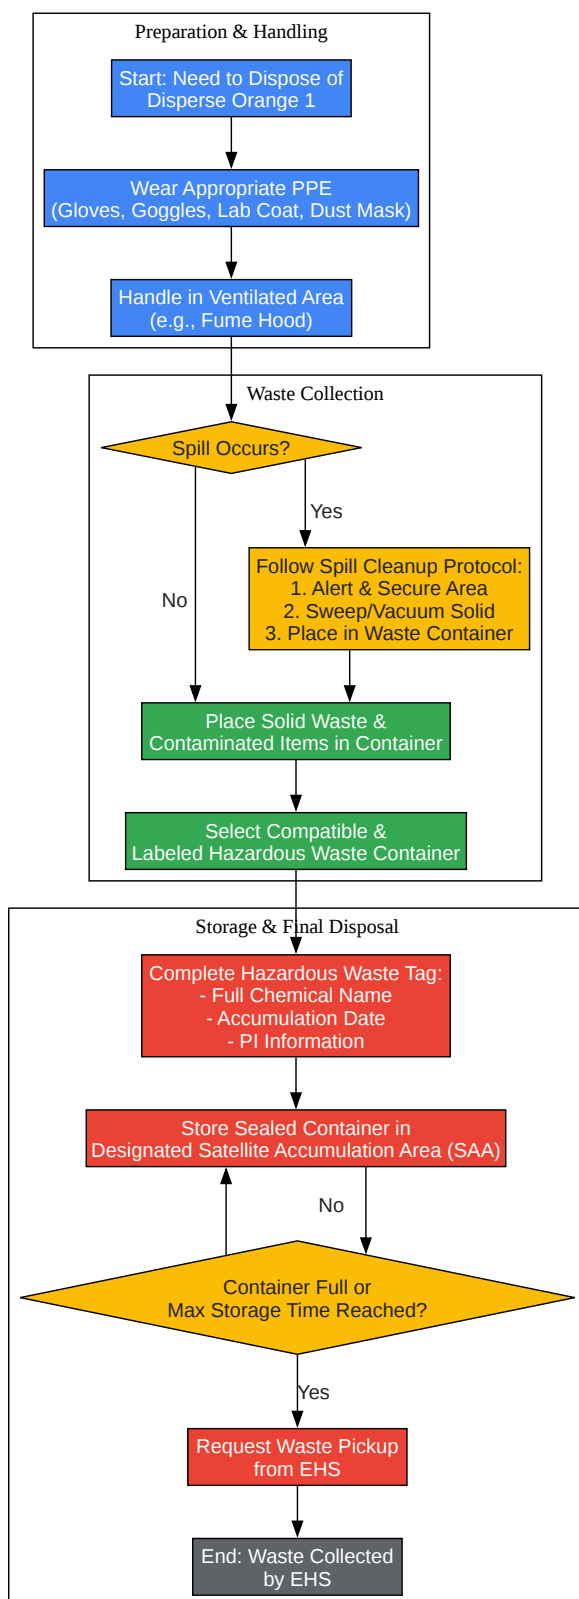 Preparation & Handling
Start: Need to Dispose of
Disperse Orange 1
Wear Appropriate PPE
(Gloves, Goggles, Lab Coat, Dust Mask)
Handle in Ventilated Area
(e.g., Fume Hood)
Waste Collection
Spill Occurs?
Yes
No
Follow Spill Cleanup Protocol:
1. Alert & Secure Area
2. Sweep/Vacuum Solid
3. Place in Waste Container
Place Solid Waste &
Contaminated Items in Container
Select Compatible &
Labeled Hazardous Waste Container
Storage & Final Disposal
Complete Hazardous Waste Tag:
- Full Chemical Name
- Accumulation Date
- PI Information
Store Sealed Container in
Designated Satellite Accumulation Area (SAA)
No
Container Full or
Max Storage Time Reached?
Yes
Request Waste Pickup
from EHS
End: Waste Collected
by EHS